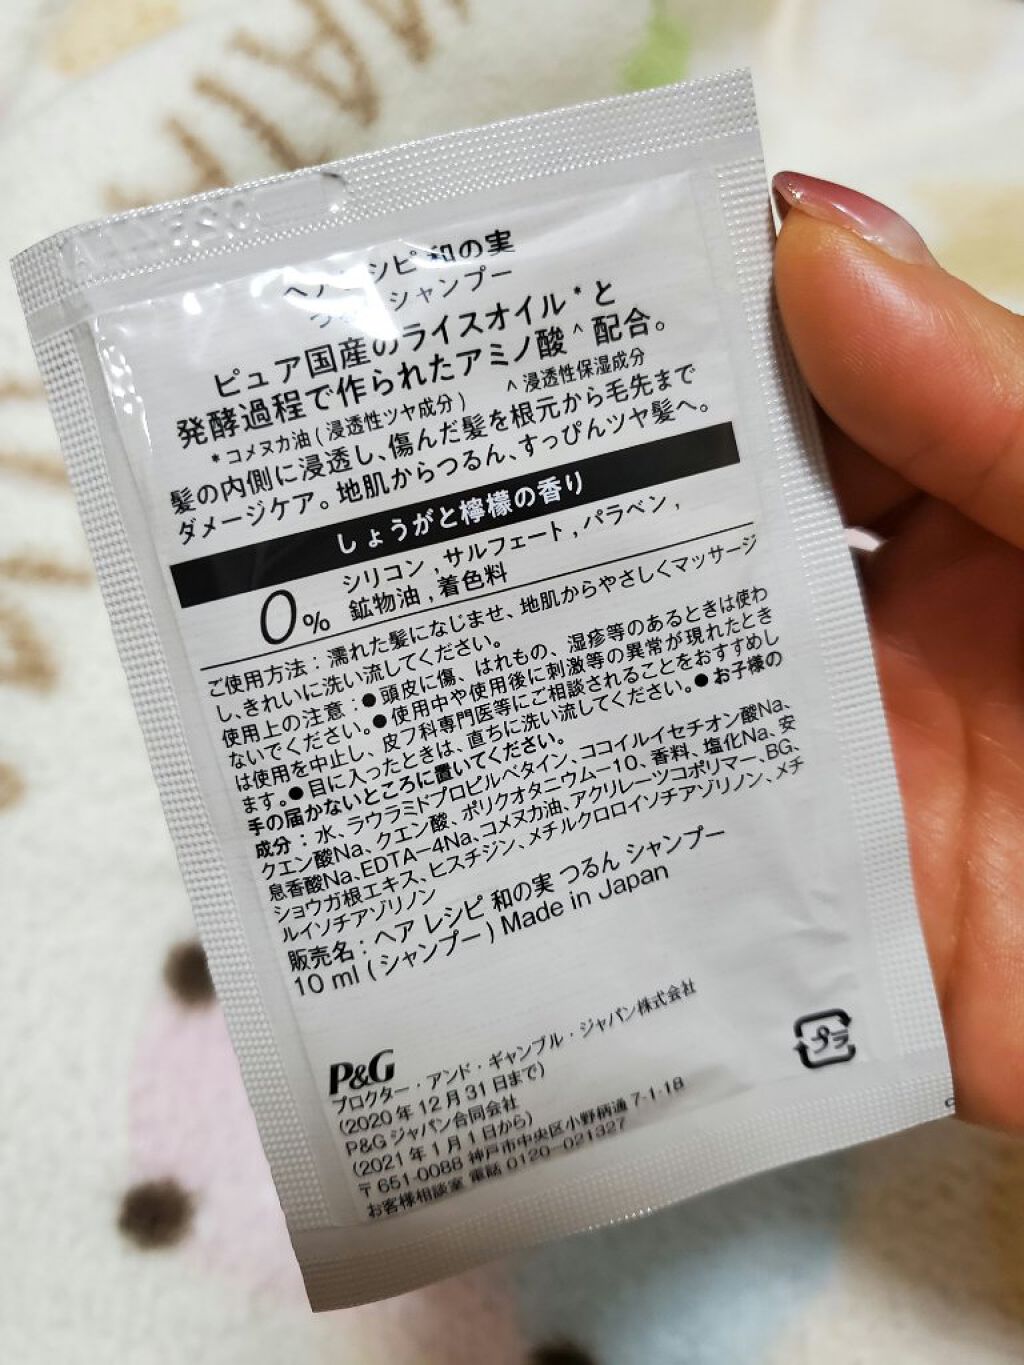 ヘア レシピ 和の実
つるん シャンプー
ピュア国産のライスオイル*と
発酵過程で作られたアミノ酸^配合。
*コメヌカ油(浸透性ツヤ成分) ^浸透性保湿成分
髪の内側に浸透し、傷んだ髪を根元から毛先まで
ダメージケア。地肌からつるん、すっぴんツヤ髪へ。
しょうがと檸檬の香り
0% シリコン,サルフェート,パラベン,
鉱物油,着色料
ご使用方法:濡れた髪になじませ、地肌からやさしくマッサージ
し、きれいに洗い流してください。
使用上の注意:●頭皮に傷、はれもの、湿疹等のあるときは使わ
ないでください。●使用中や使用後に刺激等の異常が現れたとき
は使用を中止し、皮フ科専門医等にご相談されることをおすすめし
ます。●目に入ったときは、直ちに洗い流してください。●お子様の
手の届かないところに置いてください。
成分:水、ラウラミドプロピルベタイン、ココイルイセチオン酸Na、
クエン酸Na、クエン酸、ポリクオタニウム-10、香料、塩化Na、安
息香酸Na、EDTA-4Na、コメヌカ油、アクリレーツコポリマー、BG、
ショウガ根エキス、ヒスチジン、メチルクロロイソチアゾリノン、メチ
ルイソチアゾリノン
販売名:ヘア レシピ 和の実 つるん シャンプー
10 ml (シャンプー) Made in Japan
P&G
プロクター・アンド・ギャンブル・ジャパン株式会社
(2020年12月31日まで)
P&Gジャパン合同会社
(2021年1月1日から)
〒651-0088 神戸市中央区小野柄通7-1-18
お客様相談室 電話 0120-021327
プラ